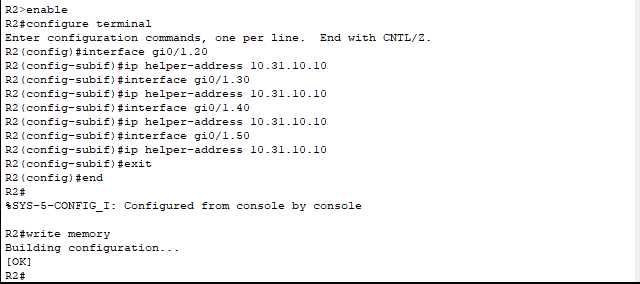 R2>enable
R2#configure terminal
Enter configuration commands, one per line.  End with CNTL/Z.
R2(config)#interface gi0/1.20
R2(config-subif)#ip helper-address 10.31.10.10
R2(config-subif)#interface gi0/1.30
R2(config-subif)#ip helper-address 10.31.10.10
R2(config-subif)#interface gi0/1.40
R2(config-subif)#ip helper-address 10.31.10.10
R2(config-subif)#interface gi0/1.50
R2(config-subif)#ip helper-address 10.31.10.10
R2(config-subif)#exit
R2(config)#end
R2#
%SYS-5-CONFIG_I: Configured from console by console
R2#write memory
Building configuration...
[OK]
R2#